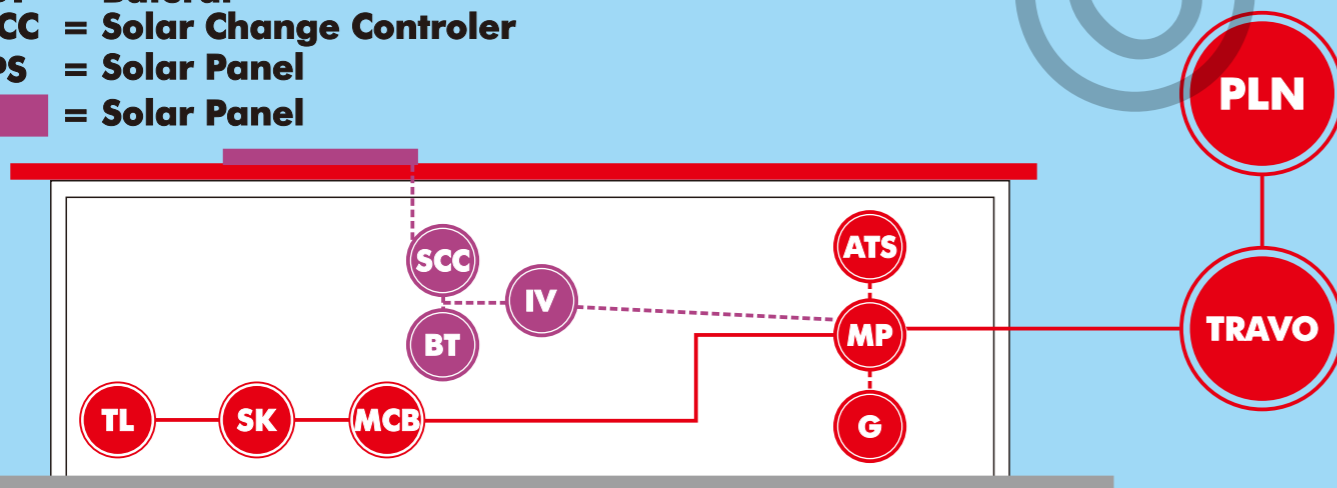 = Baterai
CC = Solar Change Controler
PS = Solar Panel
= Solar Panel
PLN
ATS
SCC
IV
MP
TRAVO
BT
TL
SK
MCB
G